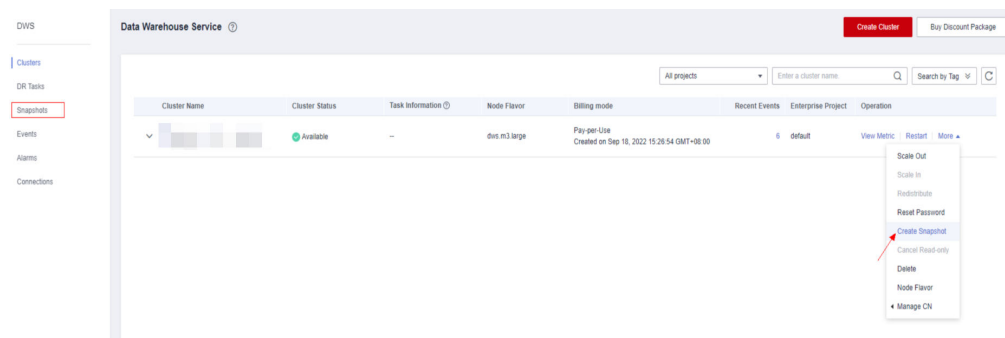 DWS
Clusters
DR Tasks
Snapshots
Events
Alarms
Connections
Data Warehouse Service
Create Cluster
Buy Discount Package
All projects
Enter a cluster name.
Search by Tag
Cluster Name Cluster Status Task Information Node Flavor Billing mode Recent Events Enterprise Project Operation
Available -- dws.m3.large Pay-per-Use 6 default View Metric Restart More
Created on Sep 18, 2022 15:26:54 GMT+08:00
Scale Out
Scale In
Redistribute
Reset Password
Create Snapshot
Cancel Read-only
Delete
Node Flavor
Manage CN